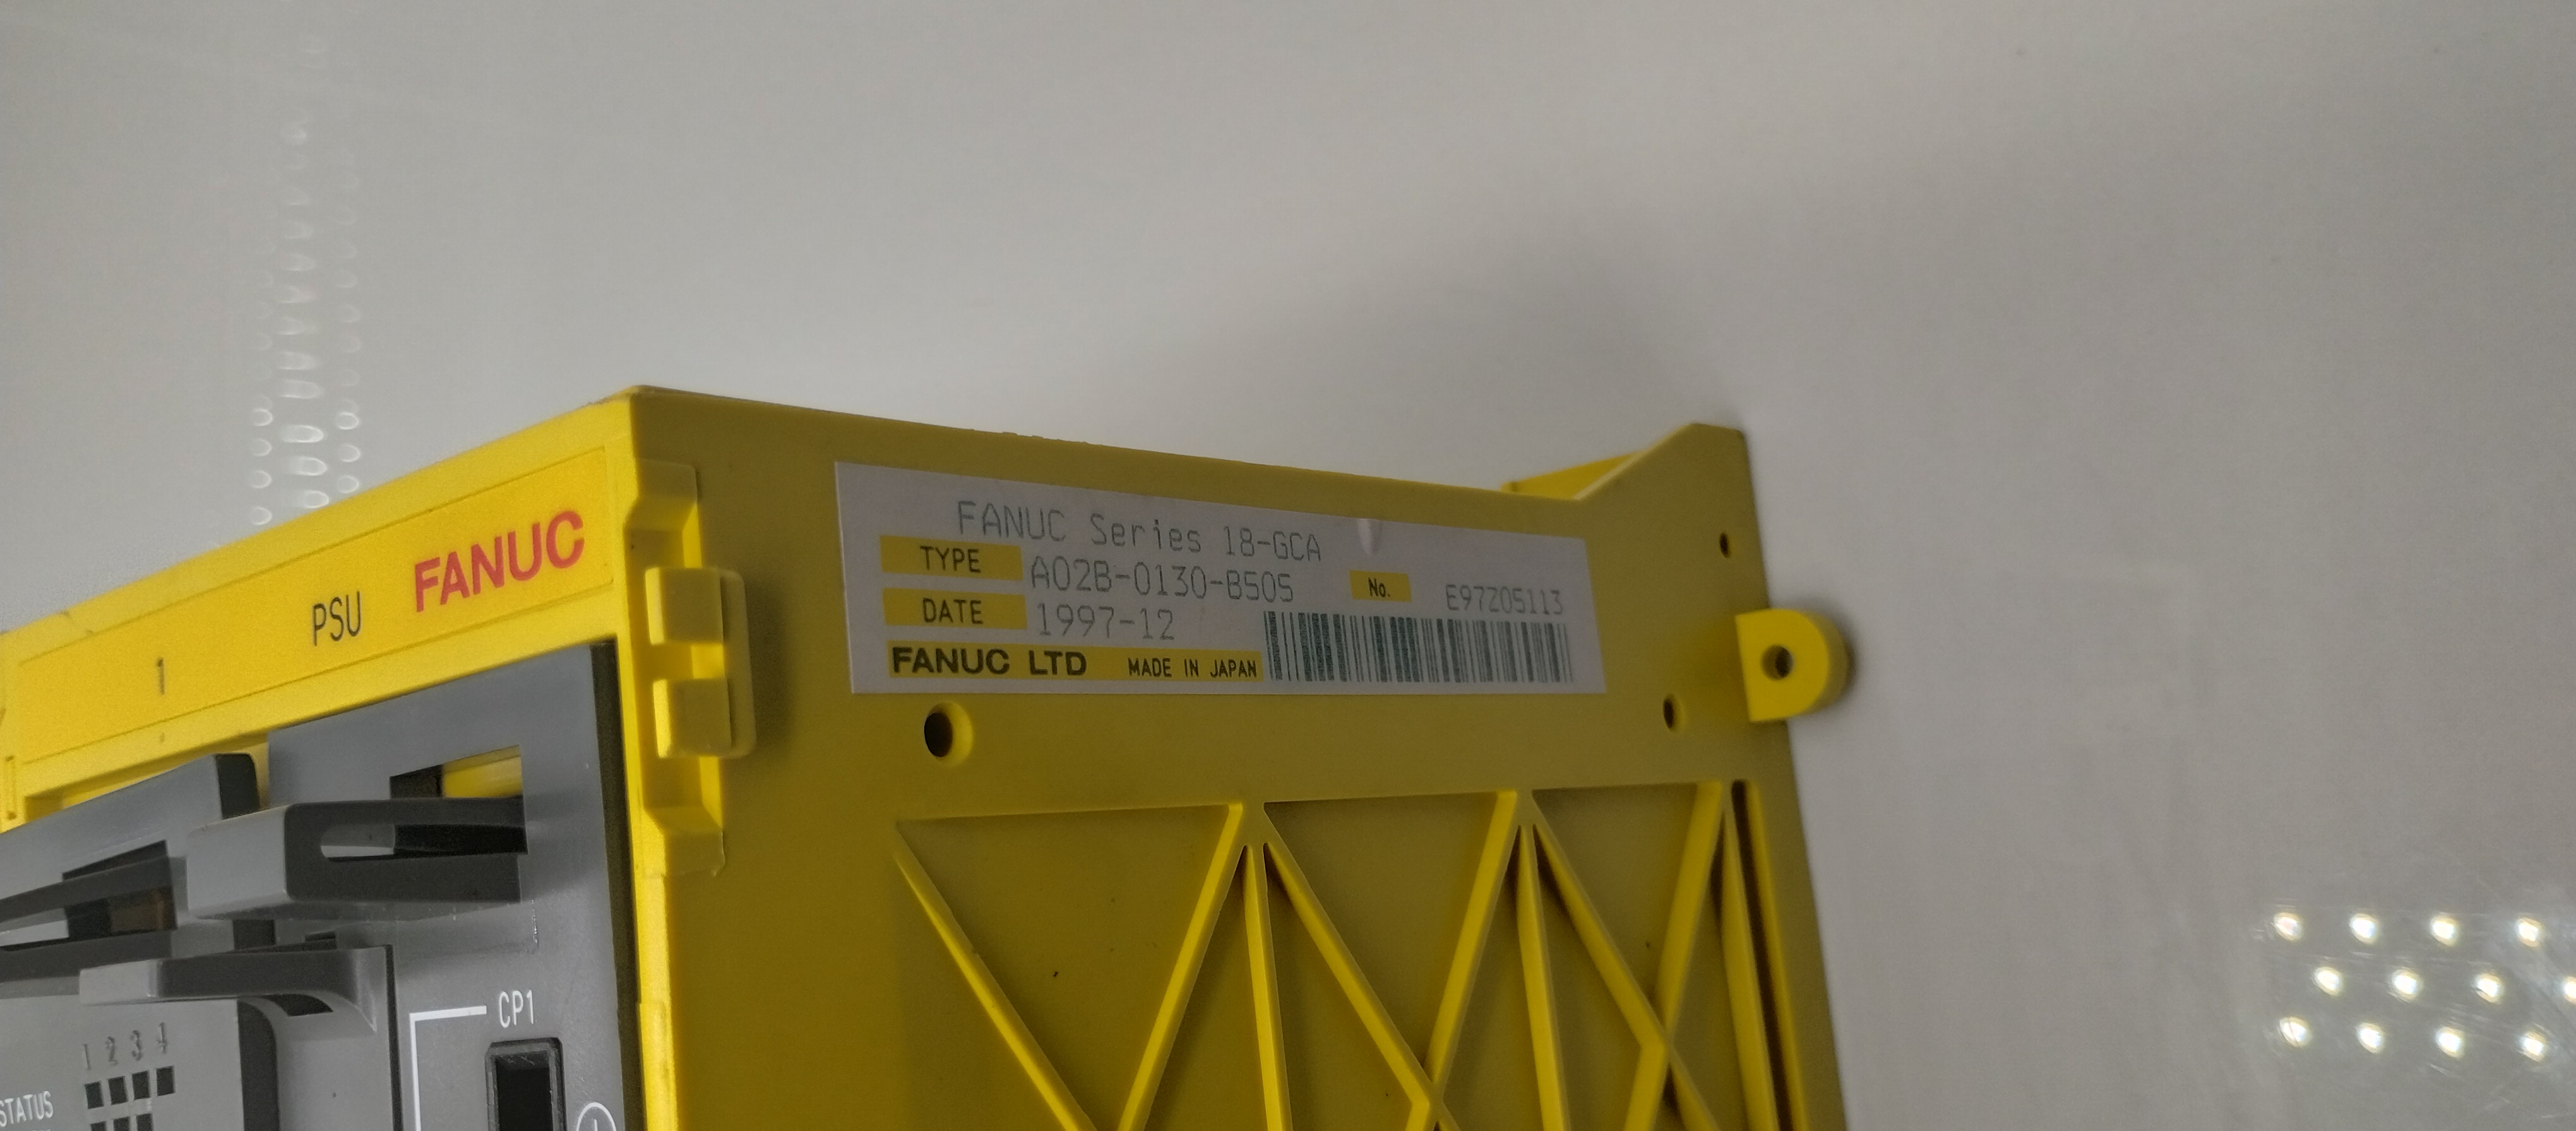 1 PSU FANUC
FANUC Series 18-GCA
TYPE A02B-0130-B505 No. E97Z05113
DATE 1997-12
FANUC LTD MADE IN JAPAN
CP1
1 2 3 4
STATUS